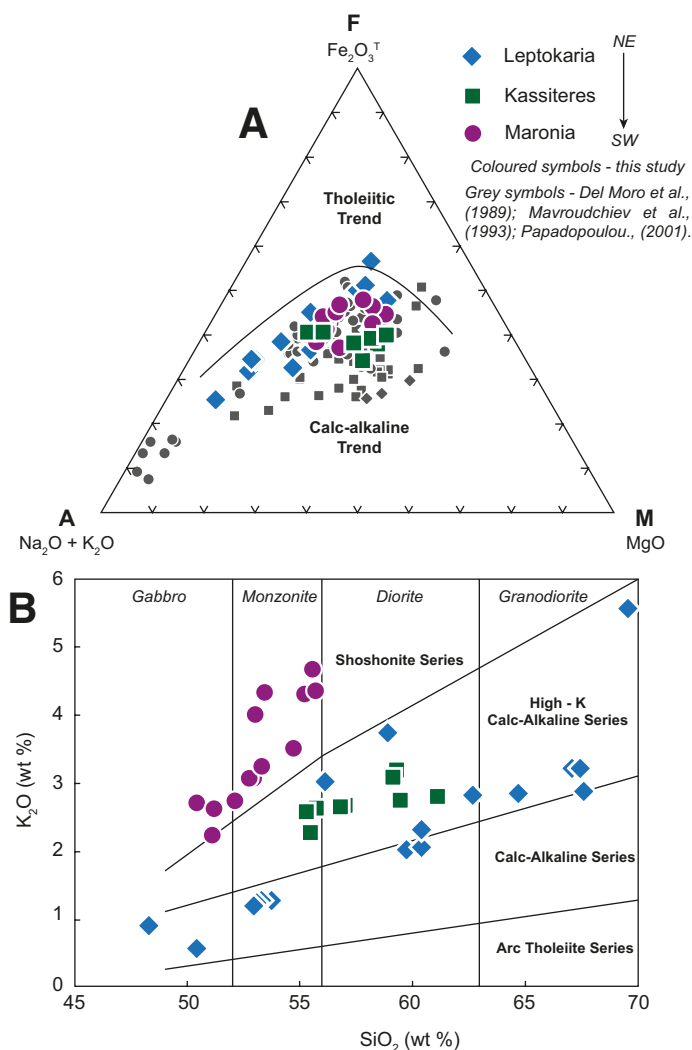 F
Fe₂O₃ᵀ
Leptokaria
Kassiteres
Maronia
NE
SW
A
Coloured symbols - this study
Grey symbols - Del Moro et al.,
(1989); Mavroudchiev et al.,
(1993); Papadopoulou., (2001).
Tholeiitic
Trend
Calc-alkaline
Trend
A
Na₂O + K₂O
M
MgO
B
Gabbro
Monzonite
Diorite
Granodiorite
Shoshonite Series
High - K
Calc-Alkaline Series
Calc-Alkaline Series
Arc Tholeiite Series
K₂O (wt %)
6
5
4
3
2
1
0
45
50
55
60
65
70
SiO₂ (wt %)